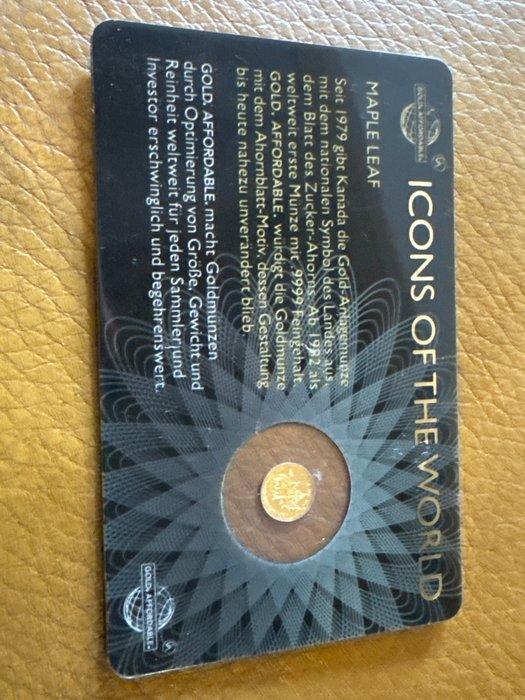 GOLD. AFFORDABLE.
ICONS OF THE WORLD
MAPLE LEAF
Seit 1979 gibt Kanada die Gold-Anlagemünze
mit dem nationalen Symbol des Landes aus,
dem Blatt des Zucker-Ahorns. Ab 1982 als
weltweit erste Münze mit .9999 Feingehalt.
GOLD. AFFORDABLE. würdigt die Goldmünze
mit dem Ahornblatt-Motiv, dessen Gestaltung
bis heute nahezu unverändert blieb.
GOLD. AFFORDABLE. macht Goldmünzen
durch Optimierung von Größe, Gewicht und
Reinheit weltweit für jeden Sammler und
Investor erschwinglich und begehrenswert.
GOLD. AFFORDABLE.